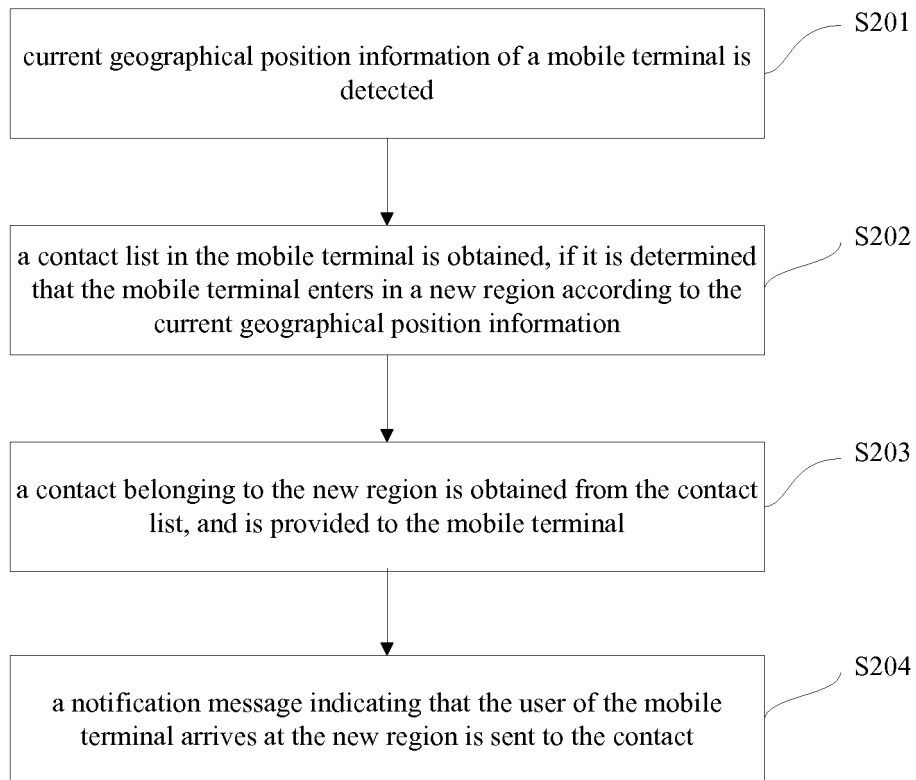 S201
current geographical position information of a mobile terminal is
detected
S202
a contact list in the mobile terminal is obtained, if it is determined
that the mobile terminal enters in a new region according to the
current geographical position information
S203
a contact belonging to the new region is obtained from the contact
list, and is provided to the mobile terminal
S204
a notification message indicating that the user of the mobile
terminal arrives at the new region is sent to the contact